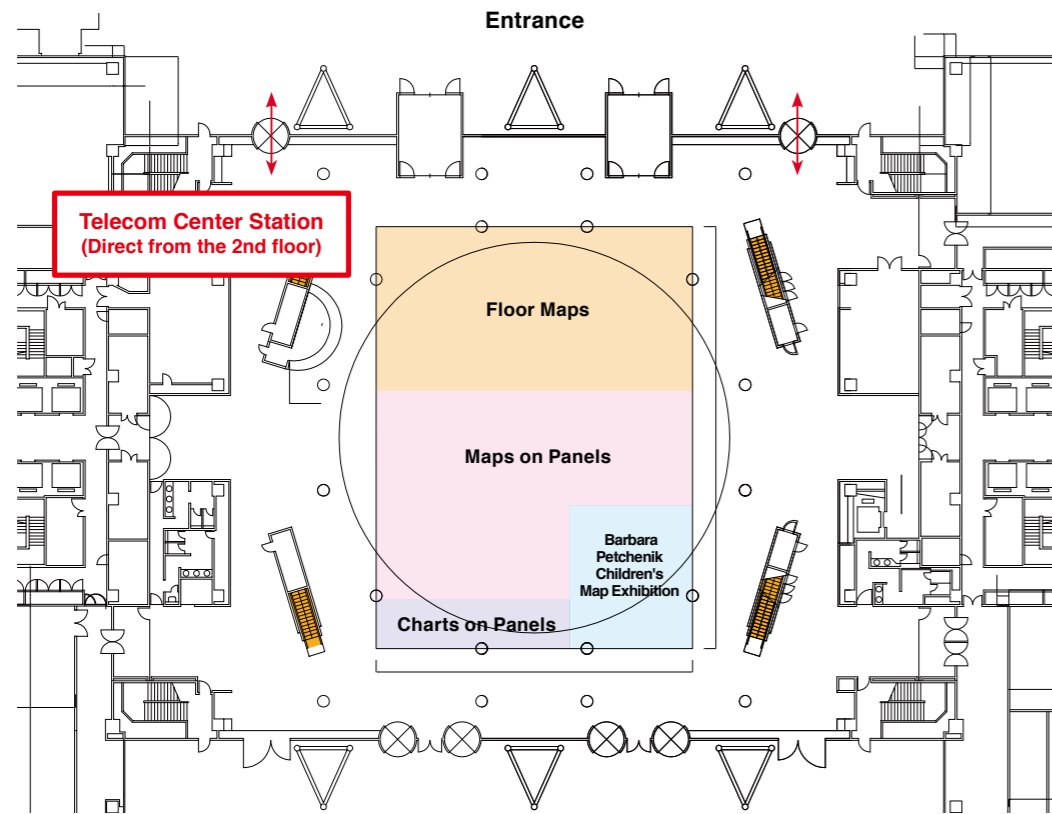 Entrance
Telecom Center Station
(Direct from the 2nd floor)
Floor Maps
Maps on Panels
Barbara
Petchenik
Children's
Map Exhibition
Charts on Panels